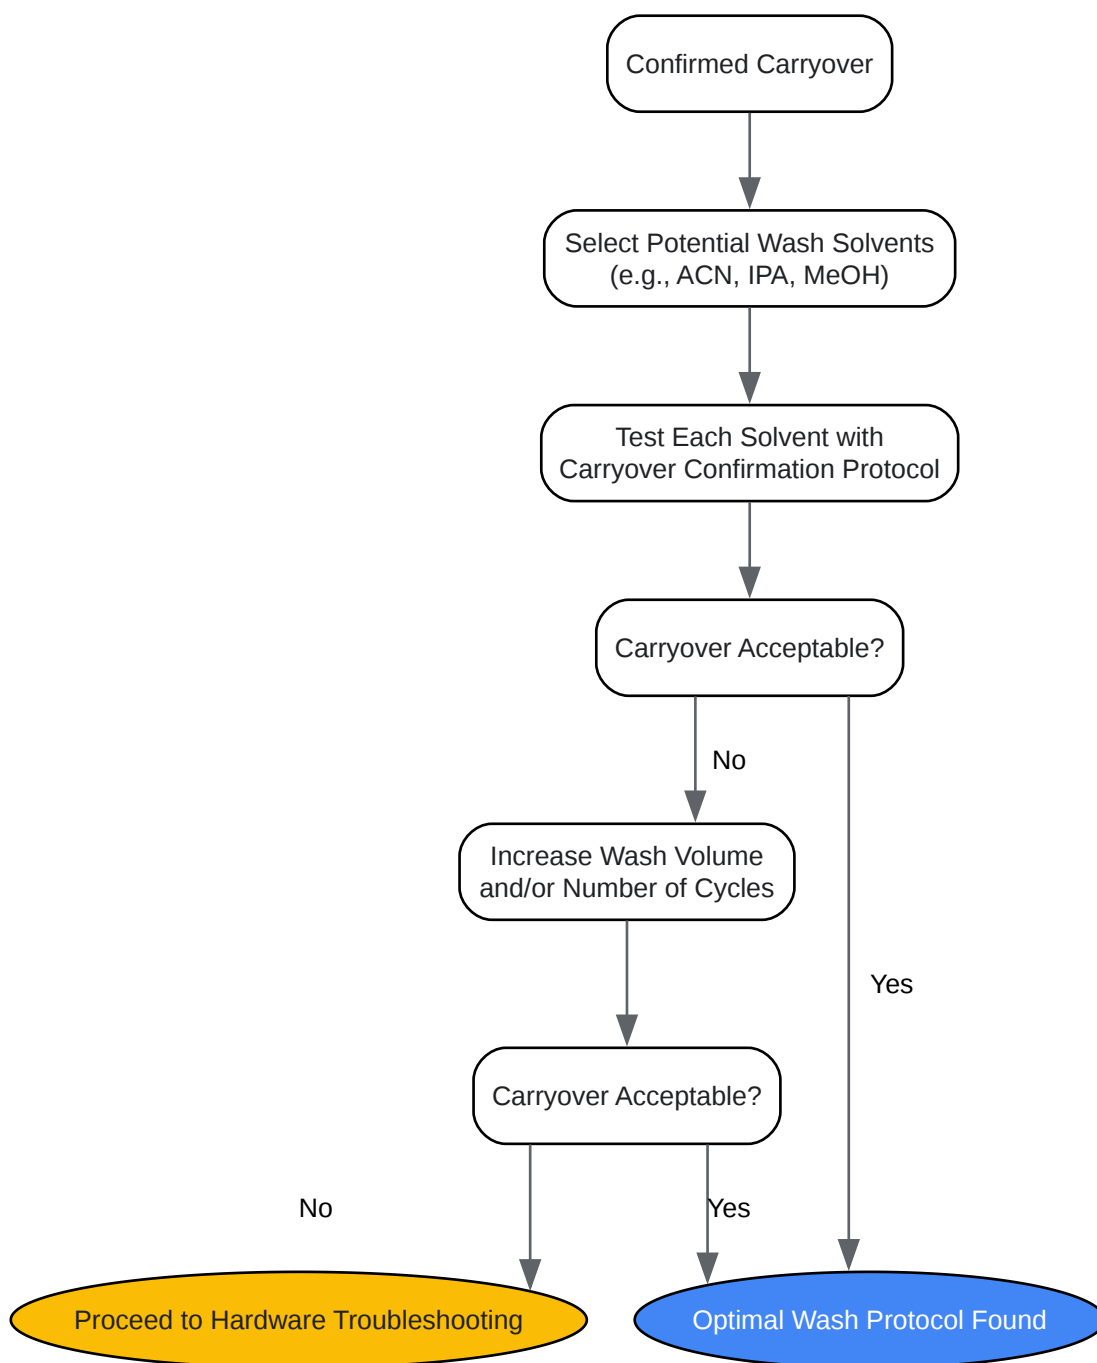 Confirmed Carryover
Select Potential Wash Solvents
(e.g., ACN, IPA, MeOH)
Test Each Solvent with
Carryover Confirmation Protocol
Carryover Acceptable?
No
Increase Wash Volume
and/or Number of Cycles
Yes
Carryover Acceptable?
No
Yes
Proceed to Hardware Troubleshooting
Optimal Wash Protocol Found